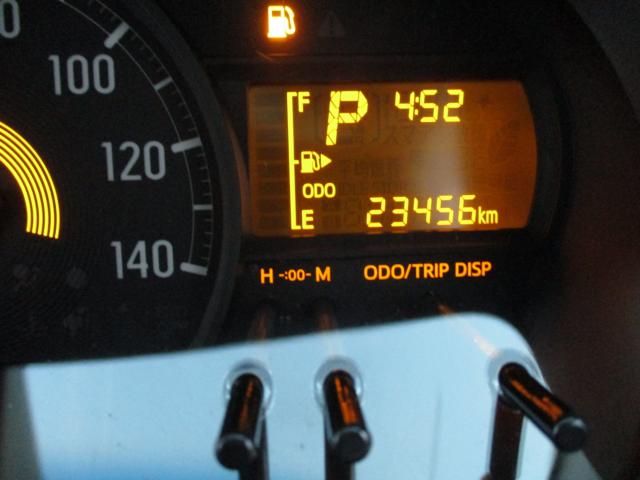 100
120
140
F P 4:52
ODO
E 23456km
H -:00- M ODO/TRIP DISP